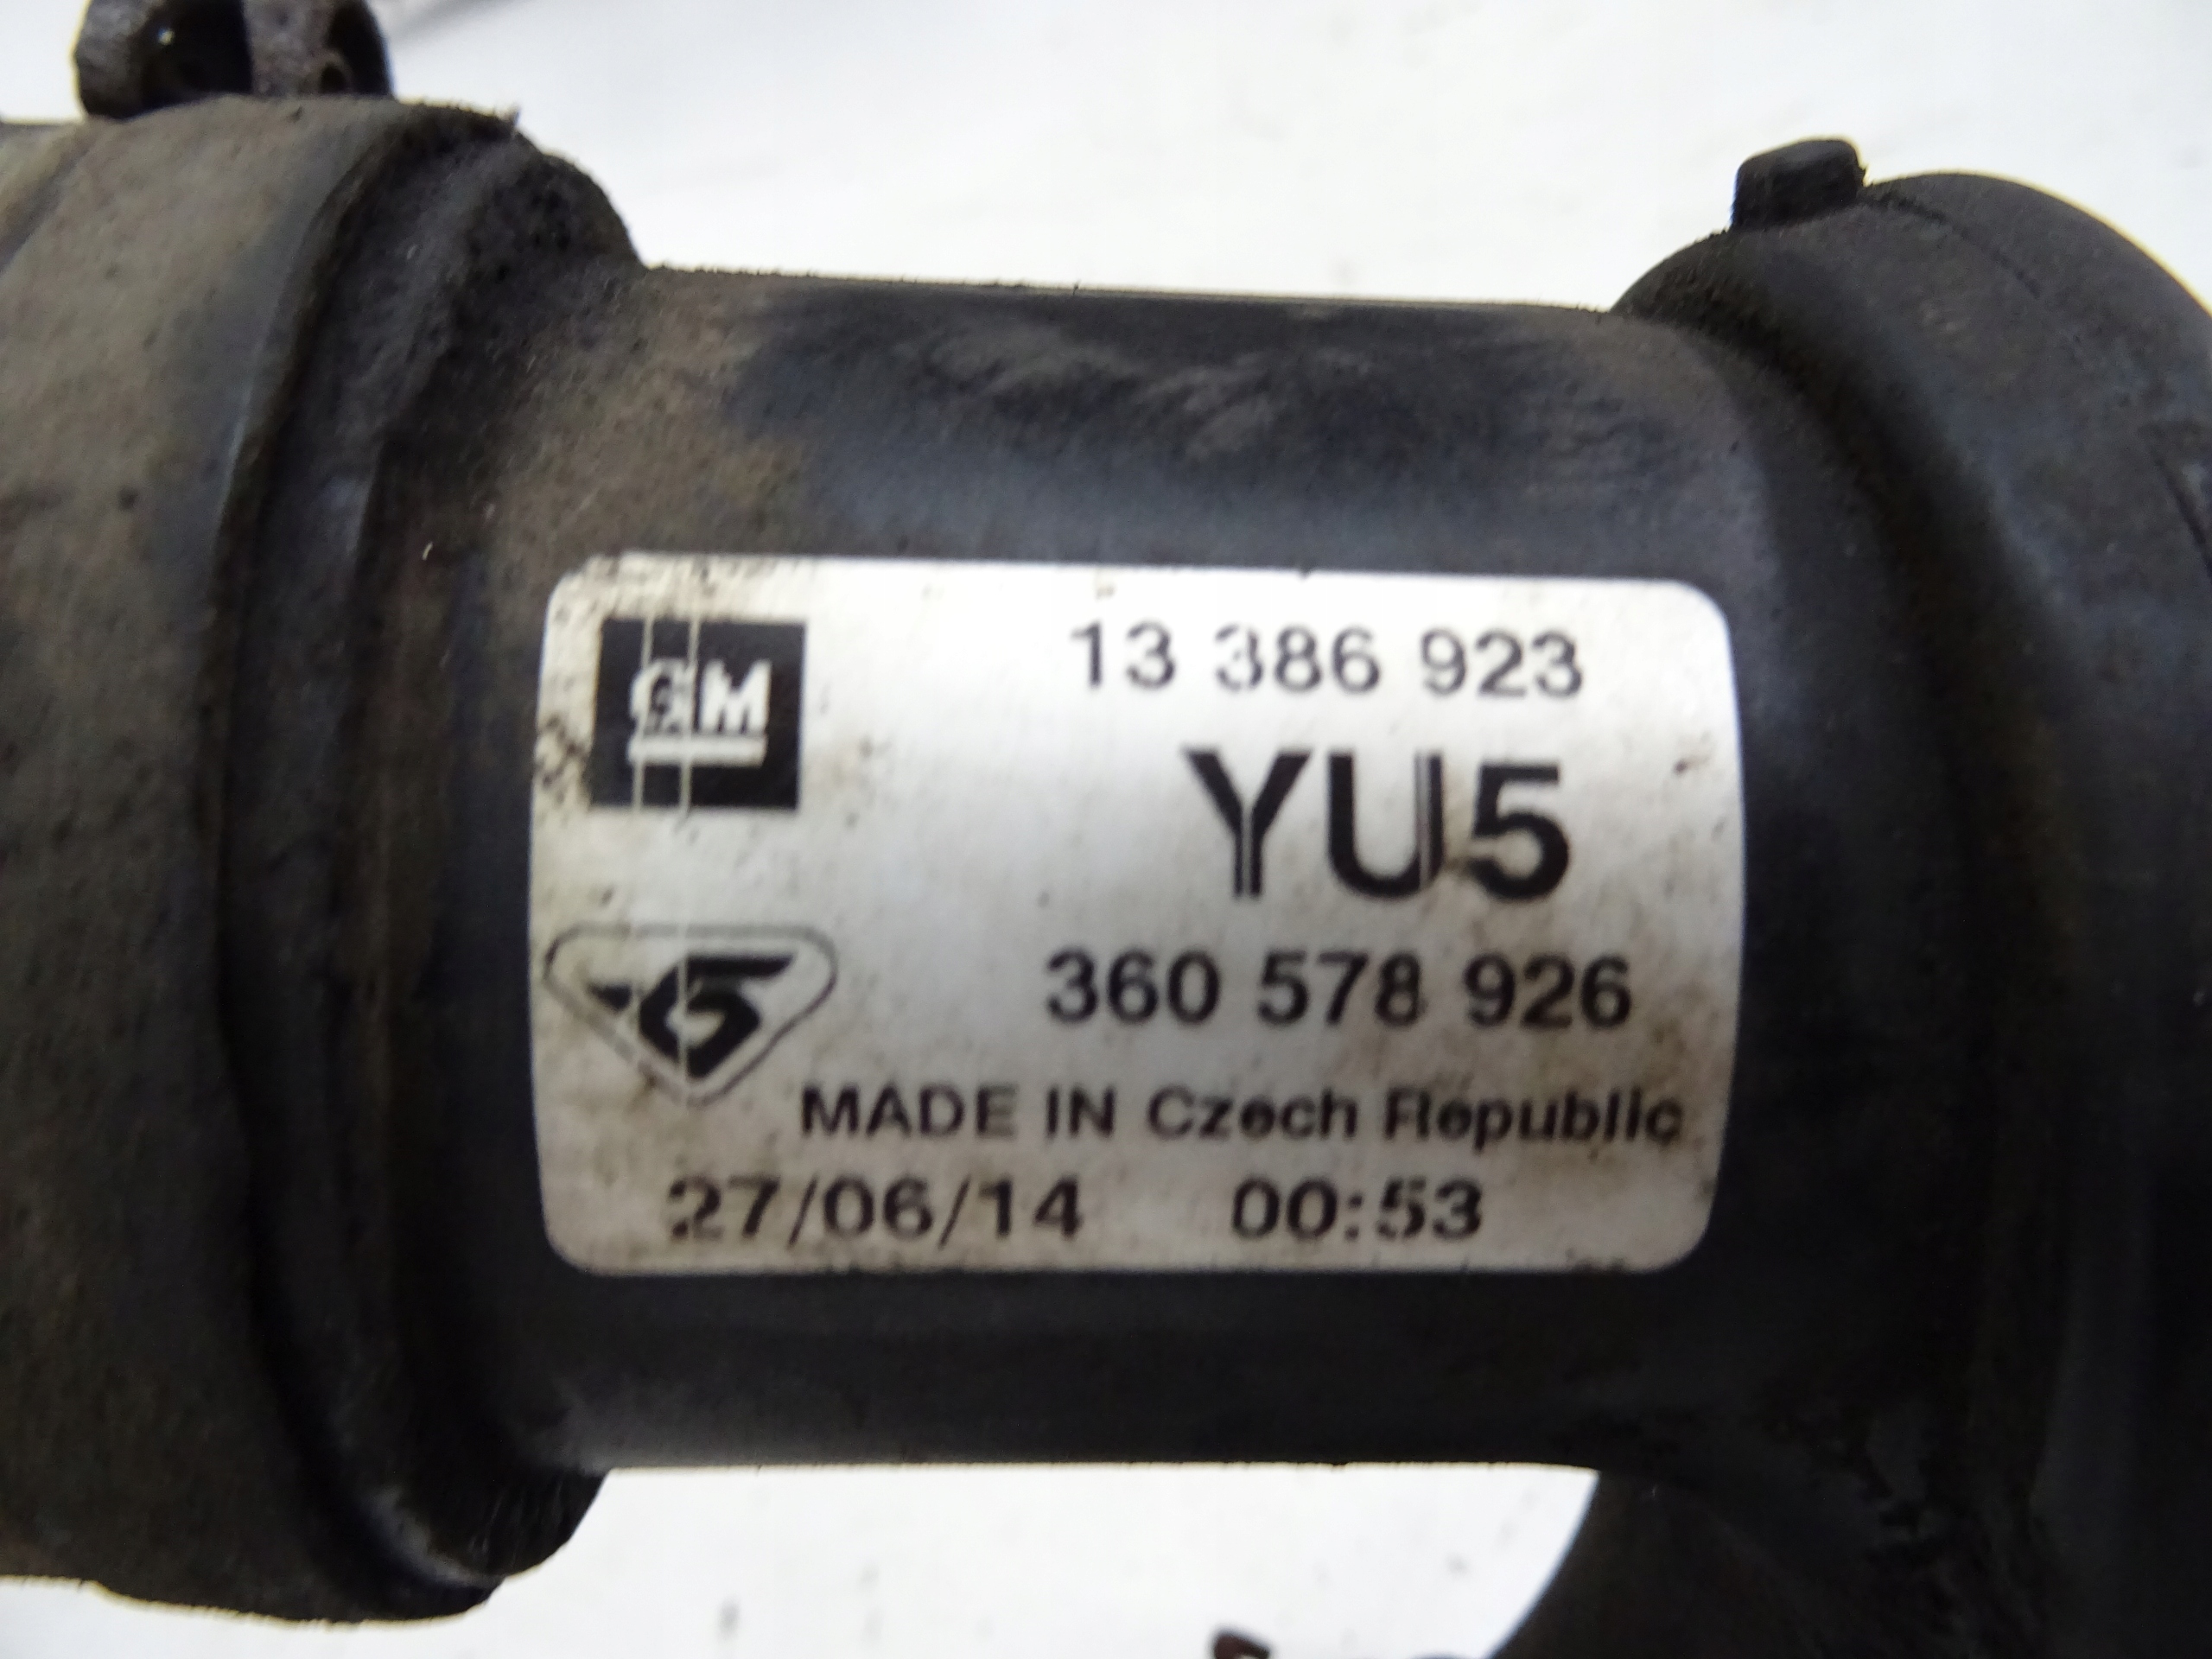 GM
13 386 923
YU5
360 578 926
MADE IN Czech Republic
27/06/14 00:53